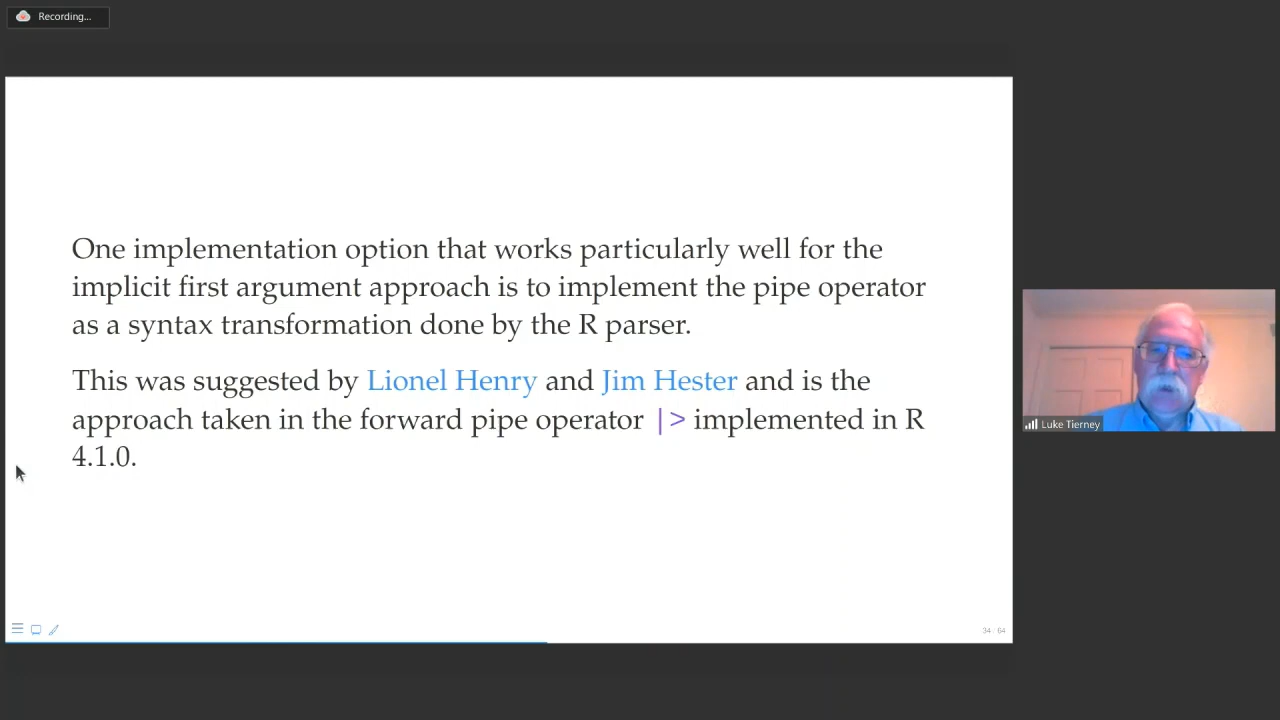 Recording...
One implementation option that works particularly well for the
implicit first argument approach is to implement the pipe operator
as a syntax transformation done by the R parser.
This was suggested by Lionel Henry and Jim Hester and is the
approach taken in the forward pipe operator |> implemented in R
4.1.0.
Luke Tierney
34 / 64